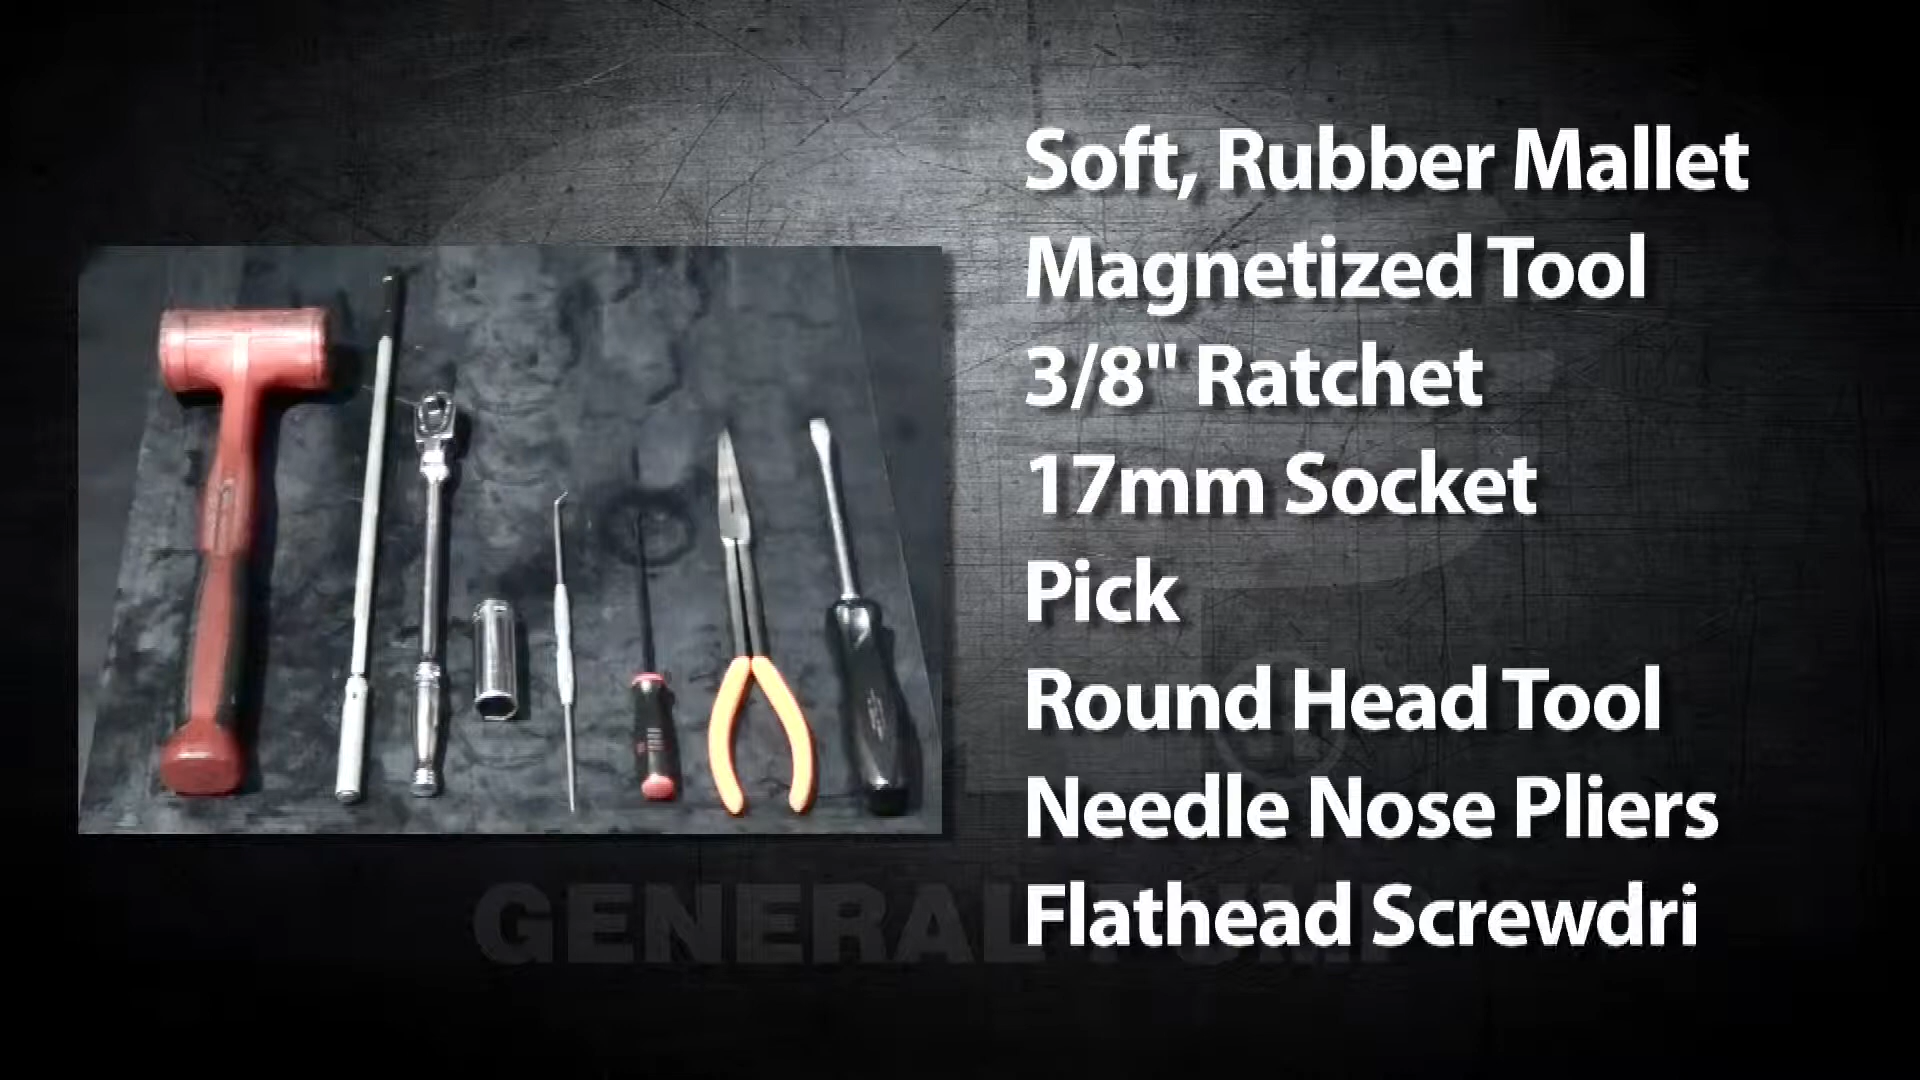 Soft, Rubber Mallet
Magnetized Tool
3/8" Ratchet
17mm Socket
Pick
Round Head Tool
Needle Nose Pliers
Flathead Screwdri
GENERAL PUMP